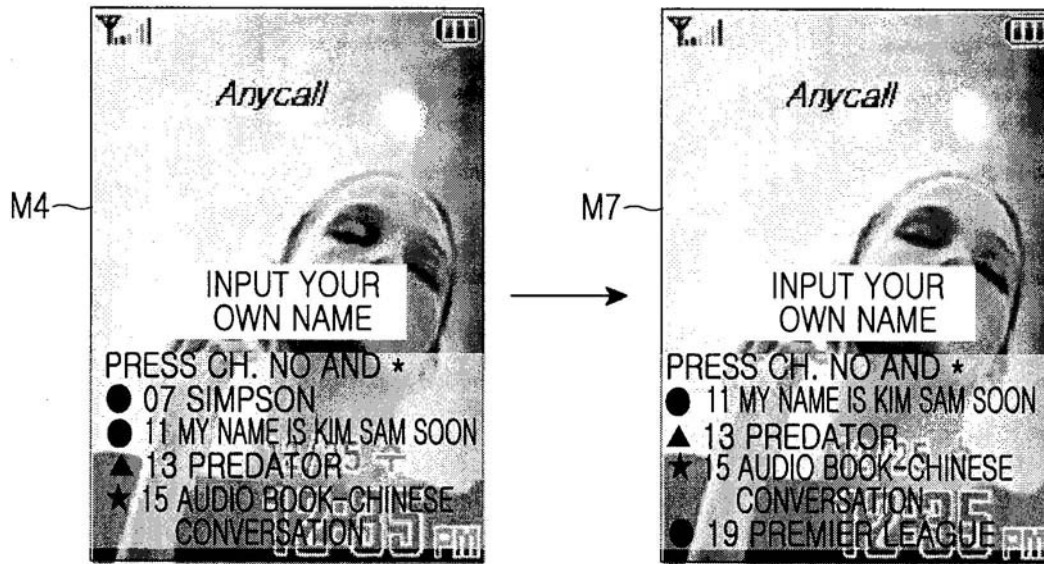 Anycall
M4
INPUT YOUR
OWN NAME
PRESS CH. NO AND *
● 07 SIMPSON
● 11 MY NAME IS KIM SAM SOON
▲ 13 PREDATOR
★ 15 AUDIO BOOK-CHINESE
CONVERSATION
PM
Anycall
M7
INPUT YOUR
OWN NAME
PRESS CH. NO AND *
● 11 MY NAME IS KIM SAM SOON
▲ 13 PREDATOR
★ 15 AUDIO BOOK-CHINESE
CONVERSATION
● 19 PREMIER LEAGUE
PM